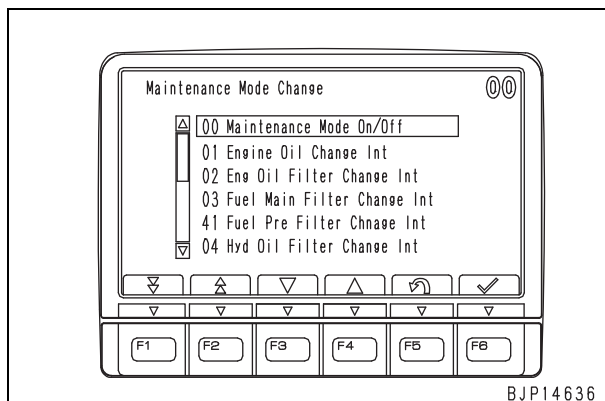 Maintenance Mode Change
00
00 Maintenance Mode On/Off
01 Engine Oil Change Int
02 Eng Oil Filter Change Int
03 Fuel Main Filter Change Int
41 Fuel Pre Filter Chnage Int
04 Hyd Oil Filter Change Int
F1 F2 F3 F4 F5 F6
BJP14636